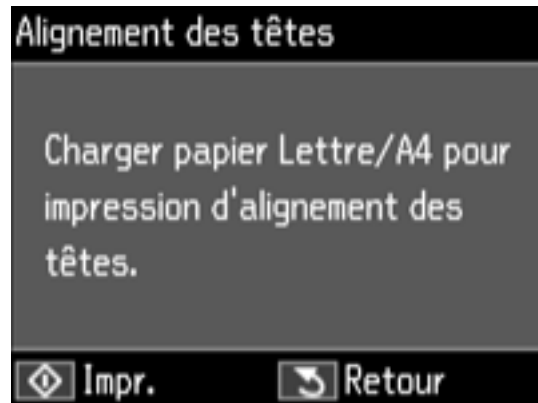 Alignement des têtes
Charger papier Lettre/A4 pour
impression d'alignement des
têtes.
Impr. Retour